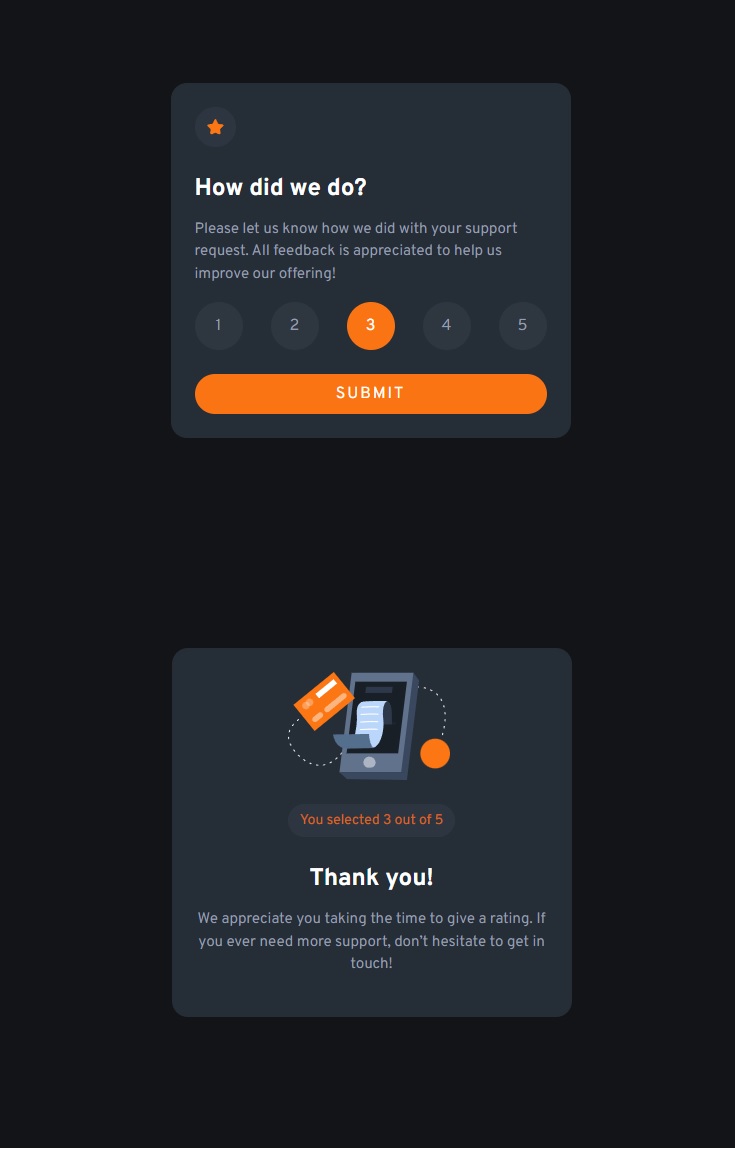 How did we do?
Please let us know how we did with your support
request. All feedback is appreciated to help us
improve our offering!
1 2 3 4 5
SUBMIT
You selected 3 out of 5
Thank you!
We appreciate you taking the time to give a rating. If
you ever need more support, don’t hesitate to get in
touch!